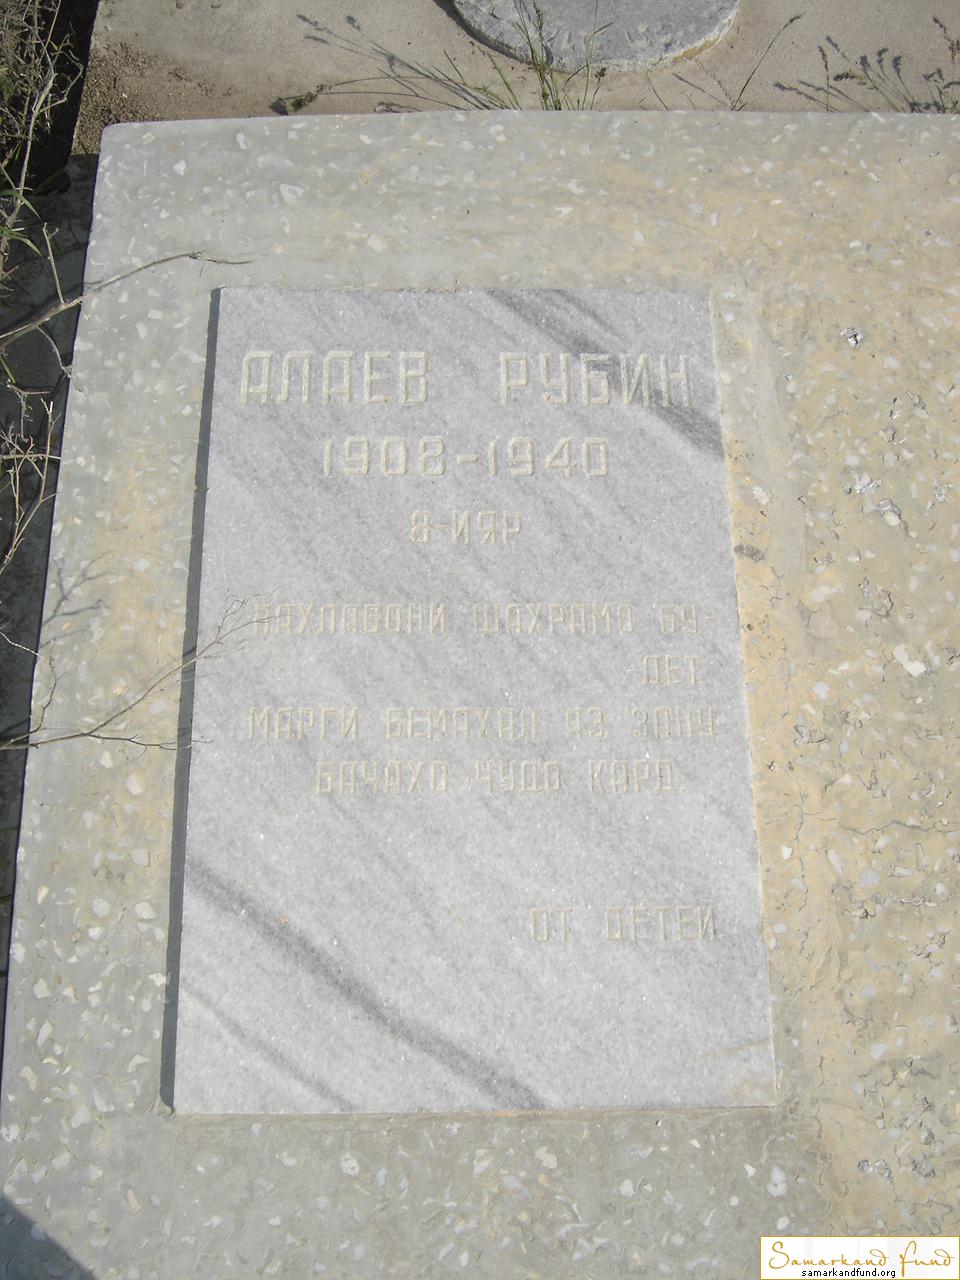 АЛАЕВ РУБИН
1908-1940
8-ИЯР
ПАХЛАВОНИ ШАХРАМО БУ-
ДЕТ.
МАРГИ БЕМАХАЛ АЗ ЗОНУ
БАЧАХО ЧУДО КАРД.
ОТ ДЕТЕЙ.
Samarkand fund
samarkandfund.org